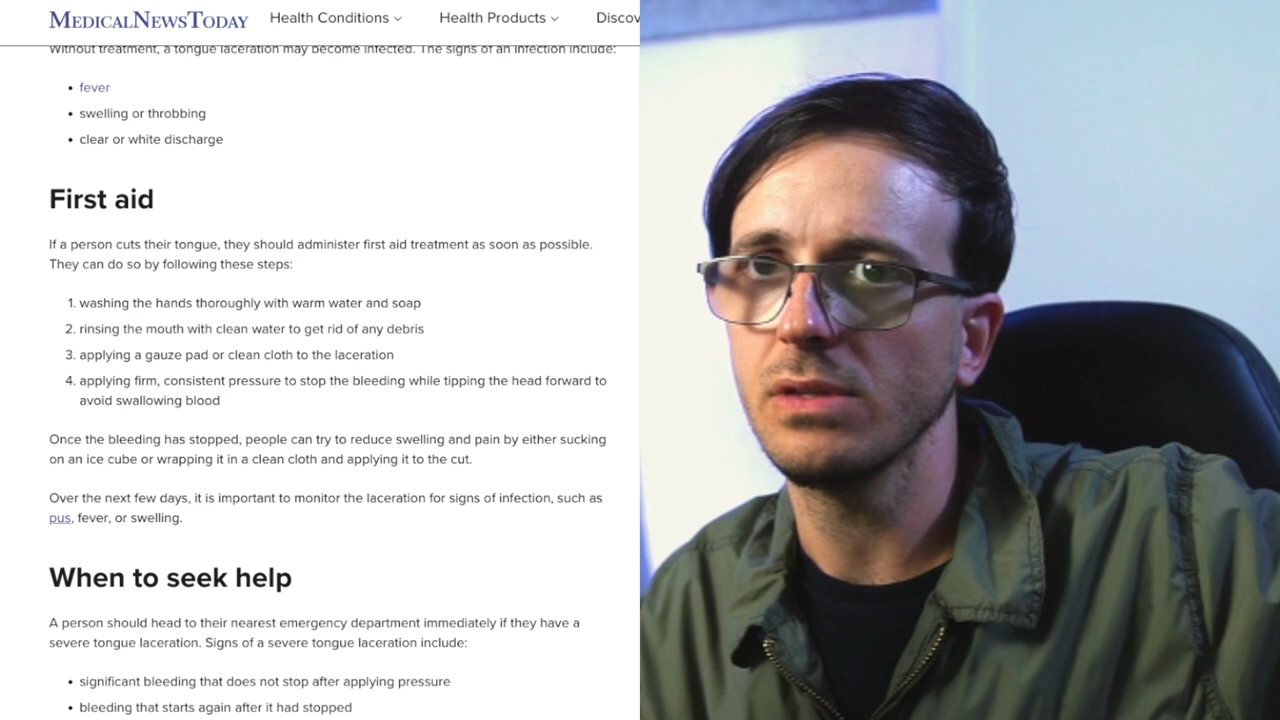 MEDICALNEWSTODAY Health Conditions Health Products Discov
Without treatment, a tongue laceration may become infected. The signs of an infection include:
• fever
• swelling or throbbing
• clear or white discharge
First aid
If a person cuts their tongue, they should administer first aid treatment as soon as possible.
They can do so by following these steps:
1. washing the hands thoroughly with warm water and soap
2. rinsing the mouth with clean water to get rid of any debris
3. applying a gauze pad or clean cloth to the laceration
4. applying firm, consistent pressure to stop the bleeding while tipping the head forward to
avoid swallowing blood
Once the bleeding has stopped, people can try to reduce swelling and pain by either sucking
on an ice cube or wrapping it in a clean cloth and applying it to the cut.
Over the next few days, it is important to monitor the laceration for signs of infection, such as
pus, fever, or swelling.
When to seek help
A person should head to their nearest emergency department immediately if they have a
severe tongue laceration. Signs of a severe tongue laceration include:
• significant bleeding that does not stop after applying pressure
• bleeding that starts again after it had stopped